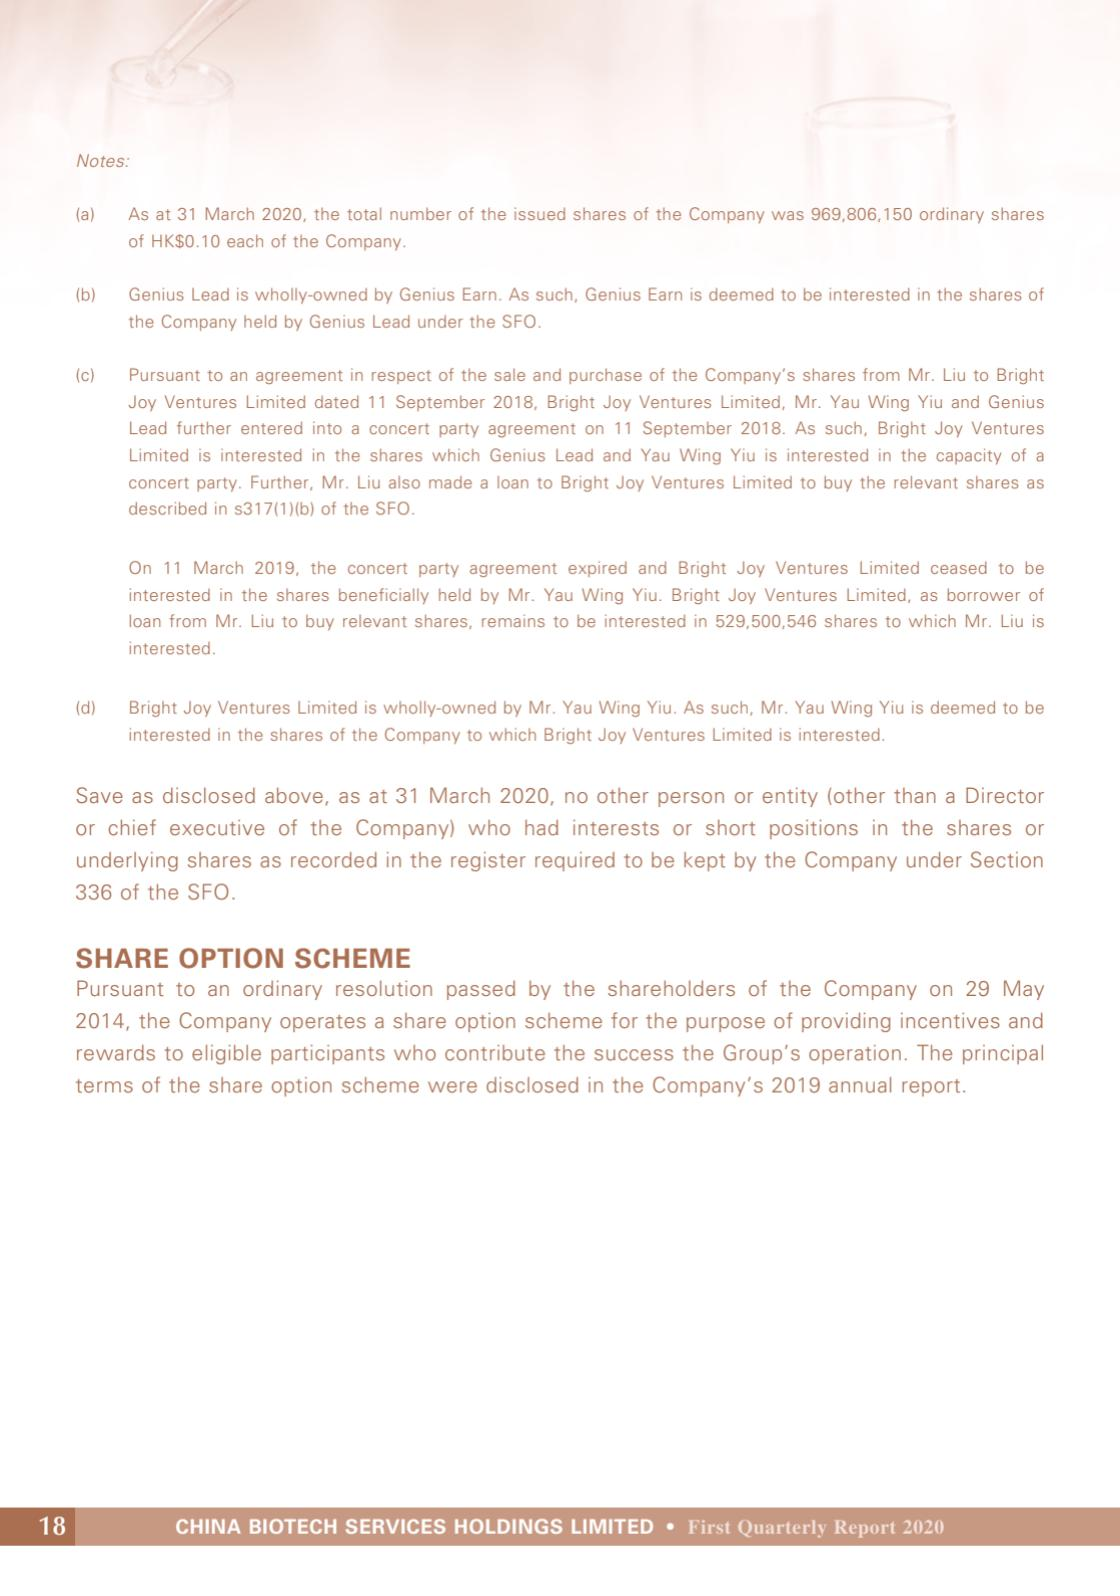 Notes:
(a) As at 31 March 2020, the total number of the issued shares of the Company was 969,806,150 ordinary shares
of HK$0.10 each of the Company.
(b) Genius Lead is wholly-owned by Genius Earn. As such, Genius Earn is deemed to be interested in the shares of
the Company held by Genius Lead under the SFO.
(c) Pursuant to an agreement in respect of the sale and purchase of the Company's shares from Mr. Liu to Bright
Joy Ventures Limited dated 11 September 2018, Bright Joy Ventures Limited, Mr. Yau Wing Yiu and Genius
Lead further entered into a concert party agreement on 11 September 2018. As such, Bright Joy Ventures
Limited is interested in the shares which Genius Lead and Yau Wing Yiu is interested in the capacity of a
concert party. Further, Mr. Liu also made a loan to Bright Joy Ventures Limited to buy the relevant shares as
described in s317(1)(b) of the SFO.
On 11 March 2019, the concert party agreement expired and Bright Joy Ventures Limited ceased to be
interested in the shares beneficially held by Mr. Yau Wing Yiu. Bright Joy Ventures Limited, as borrower of
loan from Mr. Liu to buy relevant shares, remains to be interested in 529,500,546 shares to which Mr. Liu is
interested.
(d) Bright Joy Ventures Limited is wholly-owned by Mr. Yau Wing Yiu. As such, Mr. Yau Wing Yiu is deemed to be
interested in the shares of the Company to which Bright Joy Ventures Limited is interested.
Save as disclosed above, as at 31 March 2020, no other person or entity (other than a Director
or chief executive of the Company) who had interests or short positions in the shares or
underlying shares as recorded in the register required to be kept by the Company under Section
336 of the SFO.
SHARE OPTION SCHEME
Pursuant to an ordinary resolution passed by the shareholders of the Company on 29 May
2014, the Company operates a share option scheme for the purpose of providing incentives and
rewards to eligible participants who contribute the success the Group's operation. The principal
terms of the share option scheme were disclosed in the Company's 2019 annual report.
18 CHINA BIOTECH SERVICES HOLDINGS LIMITED • First Quarterly Report 2020